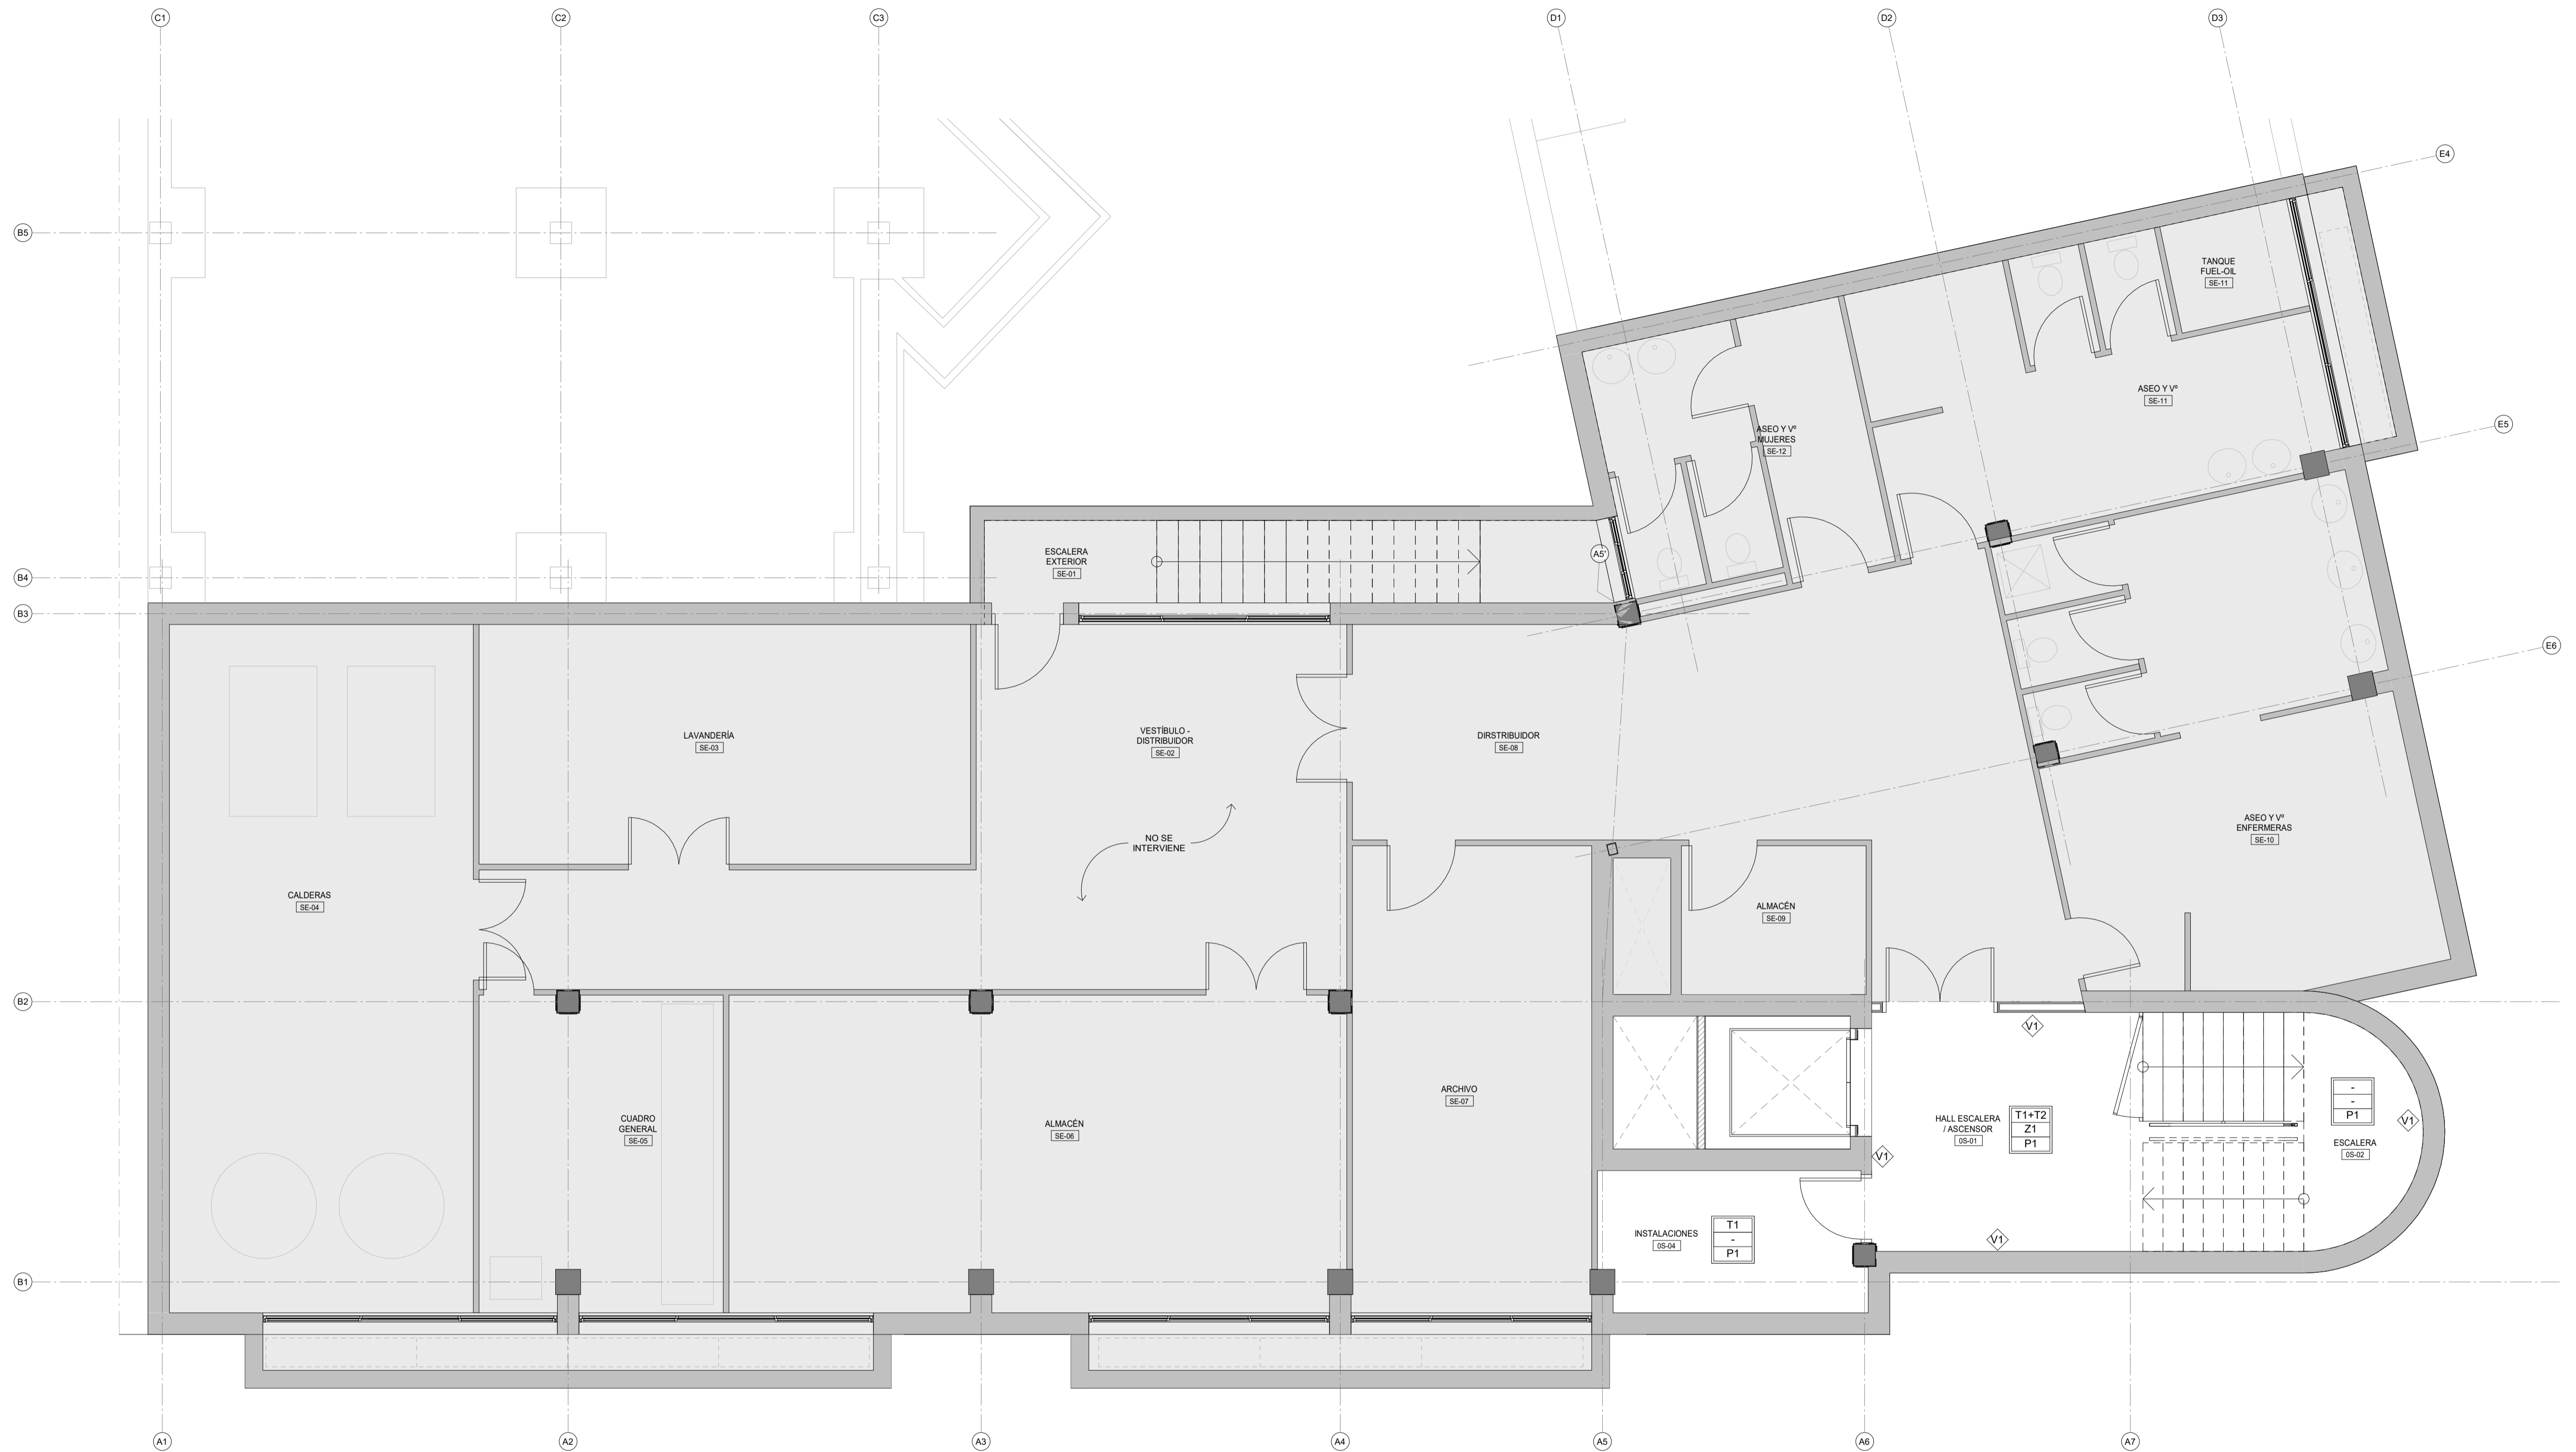 C1
C2
C3
D1
D2
D3
E4
B5
TANQUE
FUEL-OIL
SE-11
ASEO Y Vº
SE-11
E5
ASEO Y Vº
MUJERES
SE-12
ESCALERA
EXTERIOR
SE-01
A5'
B4
B3
E6
LAVANDERÍA
SE-03
VESTÍBULO -
DISTRIBUIDOR
SE-02
DIRSTRIBUIDOR
SE-08
ASEO Y Vº
ENFERMERAS
SE-10
NO SE
INTERVIENE
CALDERAS
SE-04
ALMACÉN
SE-09
B2
V1
ARCHIVO
SE-07
CUADRO
GENERAL
SE-05
ALMACÉN
SE-06
HALL ESCALERA
/ ASCENSOR
0S-01
T1+T2
Z1
P1
-
-
P1
V1
ESCALERA
0S-02
V1
INSTALACIONES
0S-04
T1
-
P1
V1
B1
A1
A2
A3
A4
A5
A6
A7